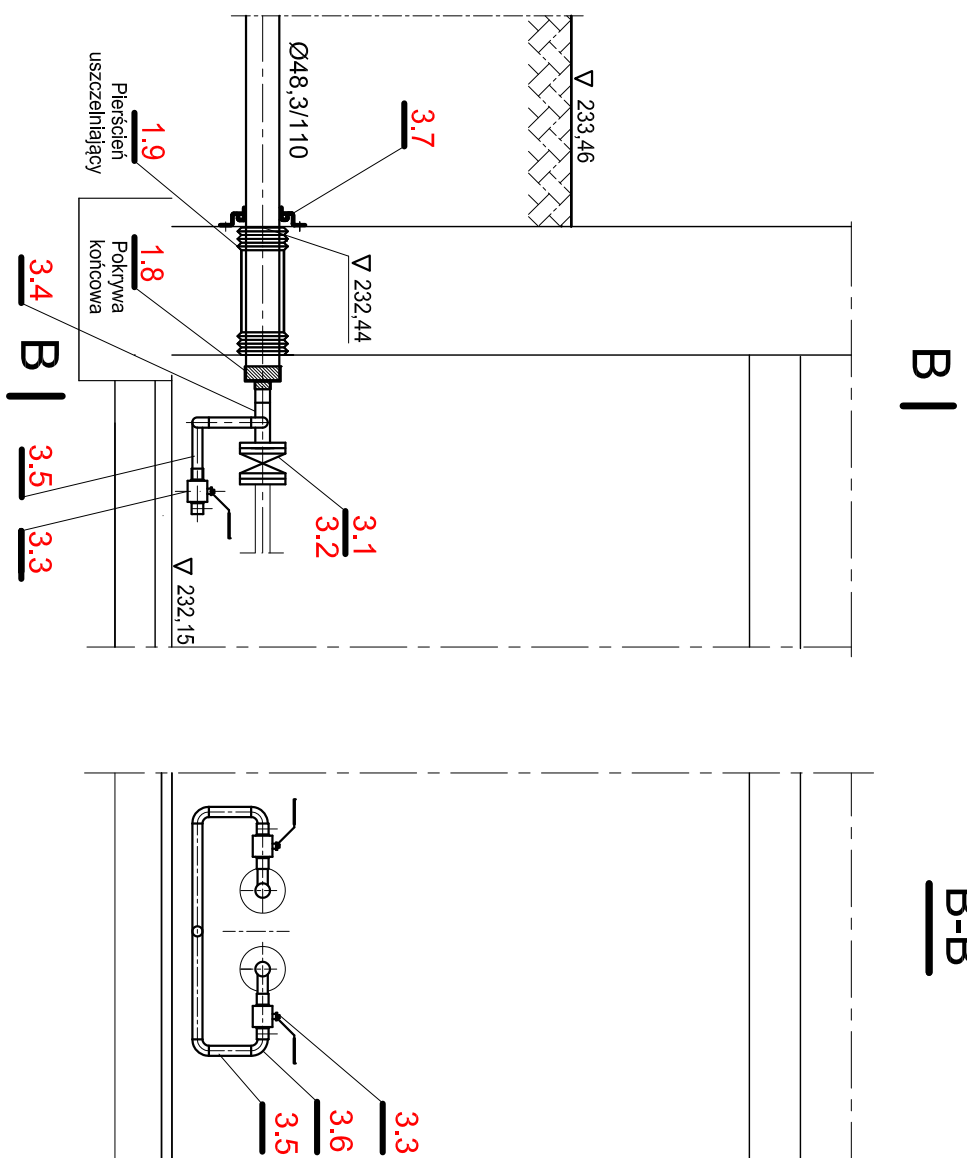 B
B
B-B
▽ 233,46
Ø48,3/110
▽ 232,44
▽ 232,15
3.7
1.9
Pierścień
uszczelniający
1.8
Pokrywa
końcowa
3.4
3.5
3.3
3.1
3.2
3.3
3.6
3.5